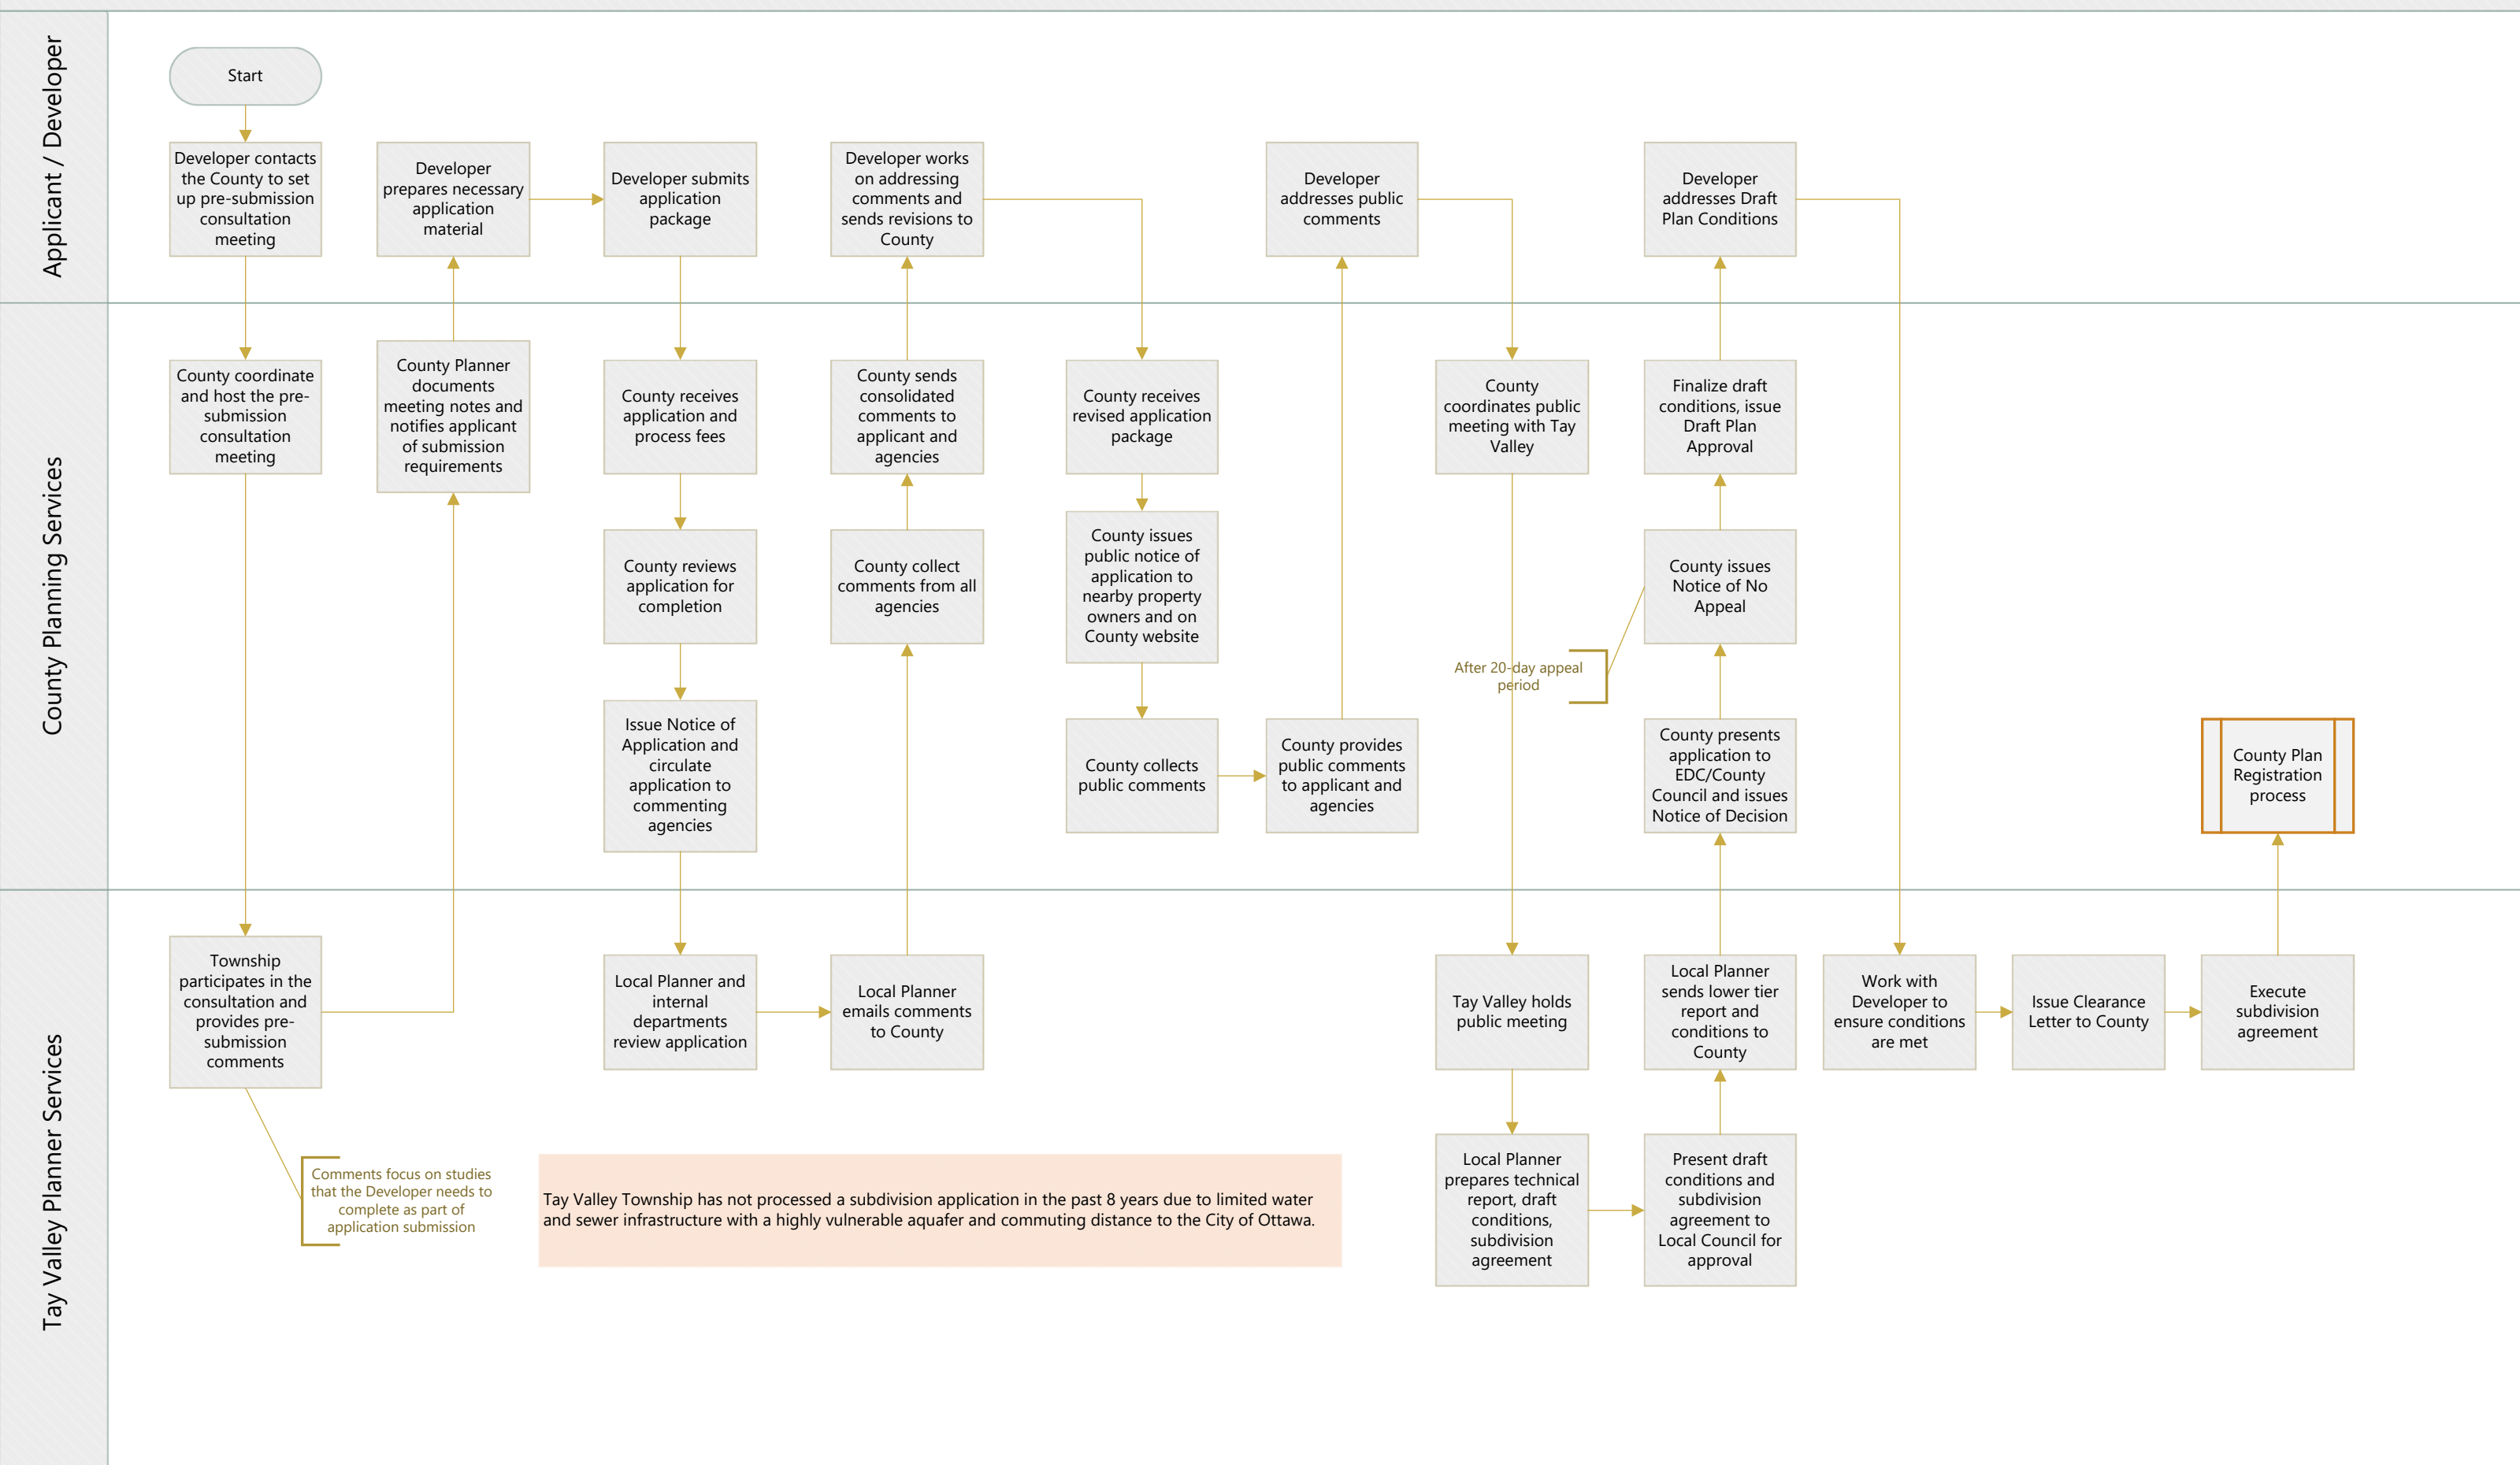 Applicant / Developer
Start
Developer contacts
the County to set
up pre-submission
consultation
meeting
Developer
prepares necessary
application
material
Developer submits
application
package
Developer works
on addressing
comments and
sends revisions to
County
Developer
addresses public
comments
Developer
addresses Draft
Plan Conditions
County Planning Services
County coordinate
and host the pre-
submission
consultation
meeting
County Planner
documents
meeting notes and
notifies applicant
of submission
requirements
County receives
application and
process fees
County sends
consolidated
comments to
applicant and
agencies
County receives
revised application
package
County
coordinates public
meeting with Tay
Valley
Finalize draft
conditions, issue
Draft Plan
Approval
County reviews
application for
completion
County collect
comments from all
agencies
County issues
public notice of
application to
nearby property
owners and on
County website
County issues
Notice of No
Appeal
After 20-day appeal
period
Issue Notice of
Application and
circulate
application to
commenting
agencies
County collects
public comments
County provides
public comments
to applicant and
agencies
County presents
application to
EDC/County
Council and issues
Notice of Decision
County Plan
Registration
process
Tay Valley Planner Services
Township
participates in the
consultation and
provides pre-
submission
comments
Local Planner and
internal
departments
review application
Local Planner
emails comments
to County
Tay Valley holds
public meeting
Local Planner
sends lower tier
report and
conditions to
County
Work with
Developer to
ensure conditions
are met
Issue Clearance
Letter to County
Execute
subdivision
agreement
Comments focus on studies
that the Developer needs to
complete as part of
application submission
Tay Valley Township has not processed a subdivision application in the past 8 years due to limited water
and sewer infrastructure with a highly vulnerable aquafer and commuting distance to the City of Ottawa.
Local Planner
prepares technical
report, draft
conditions,
subdivision
agreement
Present draft
conditions and
subdivision
agreement to
Local Council for
approval